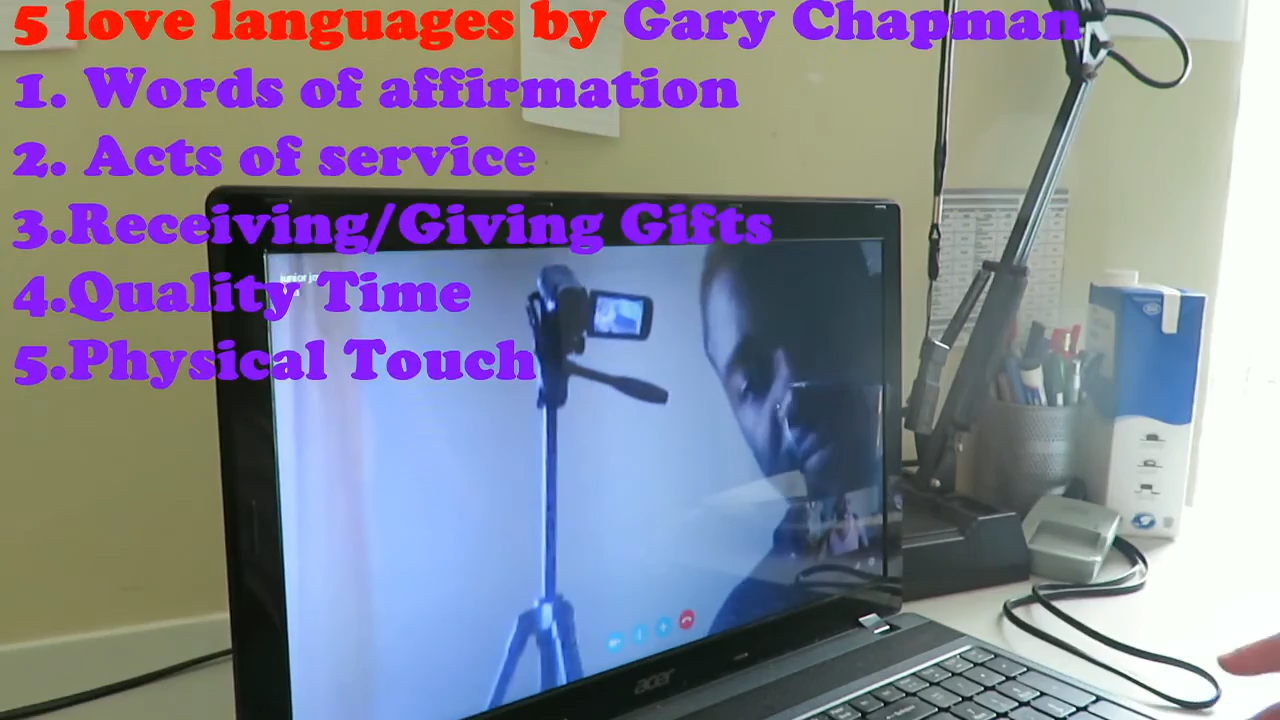 5 love languages by Gary Chapman
1. Words of affirmation
2. Acts of service
3.Receiving/Giving Gifts
4.Quality Time
5.Physical Touch
acer